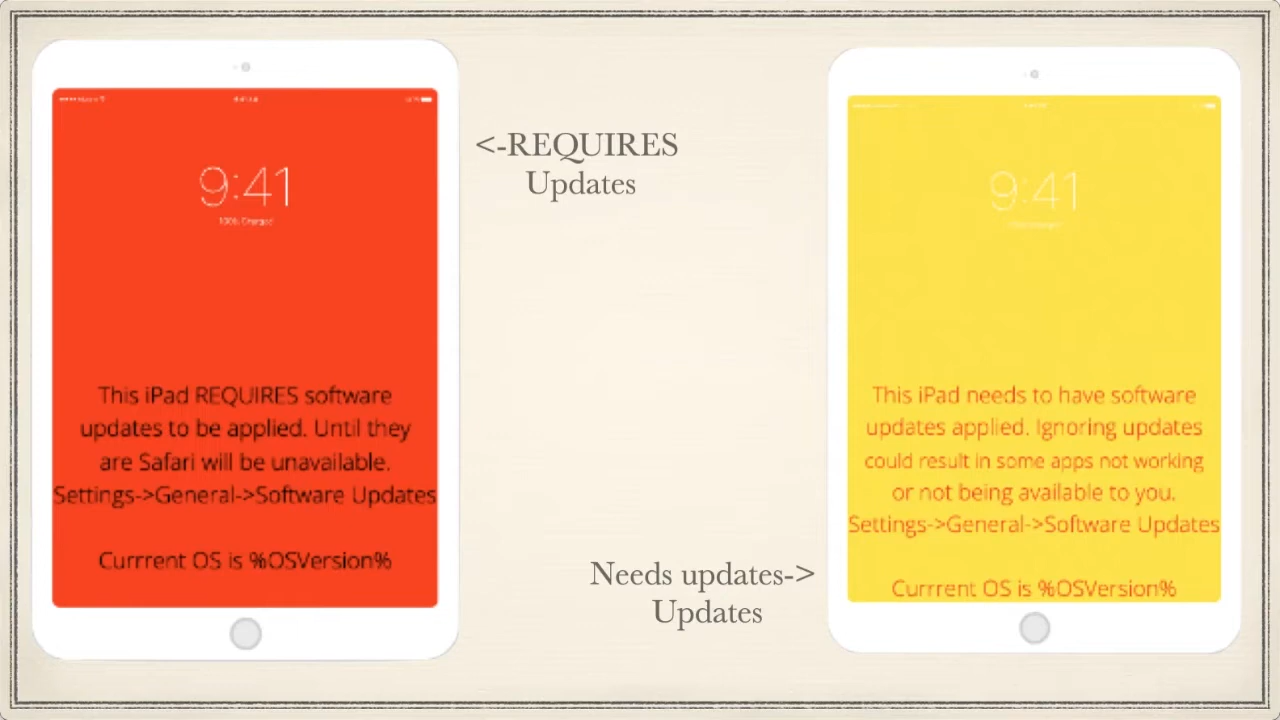 9:41
100% Charged
This iPad REQUIRES software
updates to be applied. Until they
are Safari will be unavailable.
Settings->General->Software Updates
Currrent OS is %OSVersion%
<-REQUIRES
Updates
Needs updates->
Updates
9:41
This iPad needs to have software
updates applied. Ignoring updates
could result in some apps not working
or not being available to you.
Settings->General->Software Updates
Currrent OS is %OSVersion%